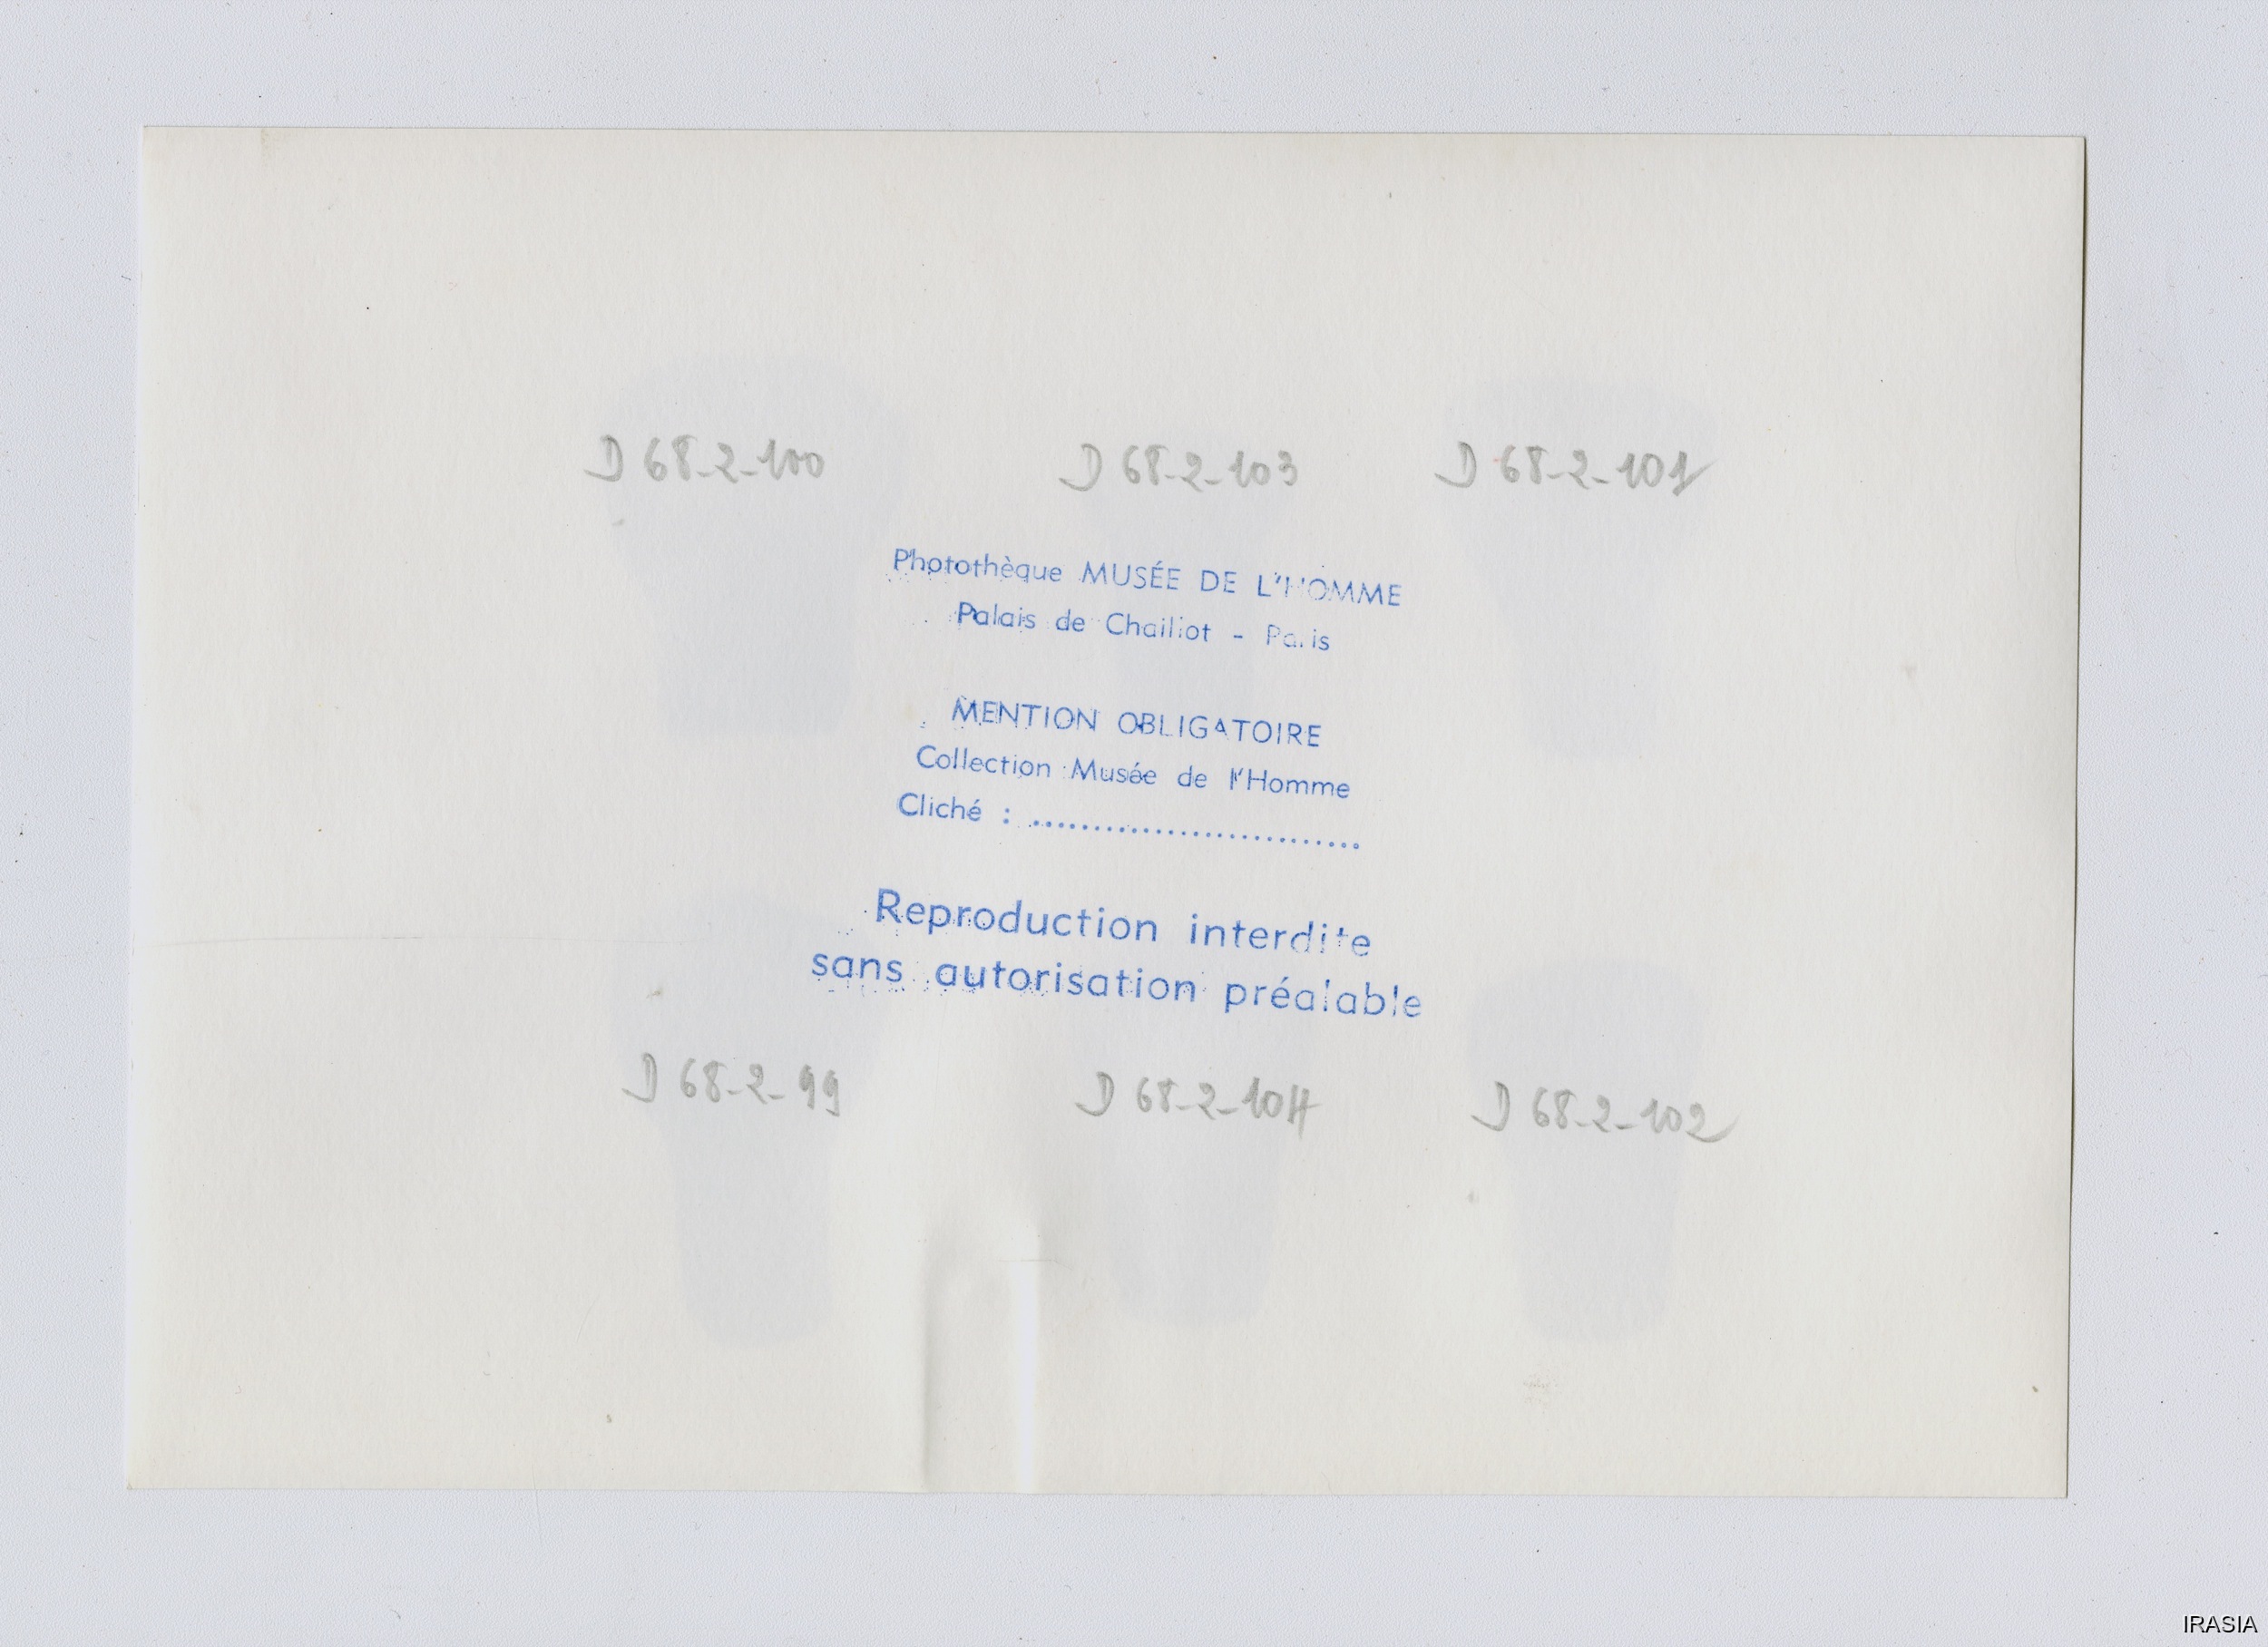 D 68-2-100 D 68-2-103 D 68-2-101
Photothèque MUSÉE DE L'HOMME
Palais de Chaillot - Paris
MENTION OBLIGATOIRE
Collection Musée de l'Homme
Cliché : ...........................
Reproduction interdite
sans autorisation préalable
D 68-2-99 D 68-2-104 D 68-2-102
IRASIA